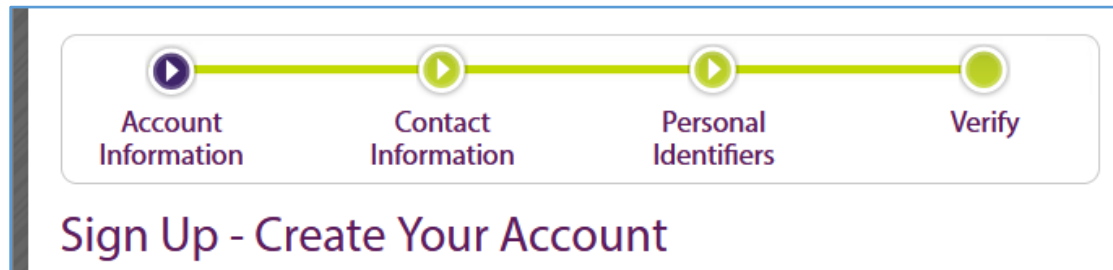 Account Information
Contact Information
Personal Identifiers
Verify
Sign Up - Create Your Account